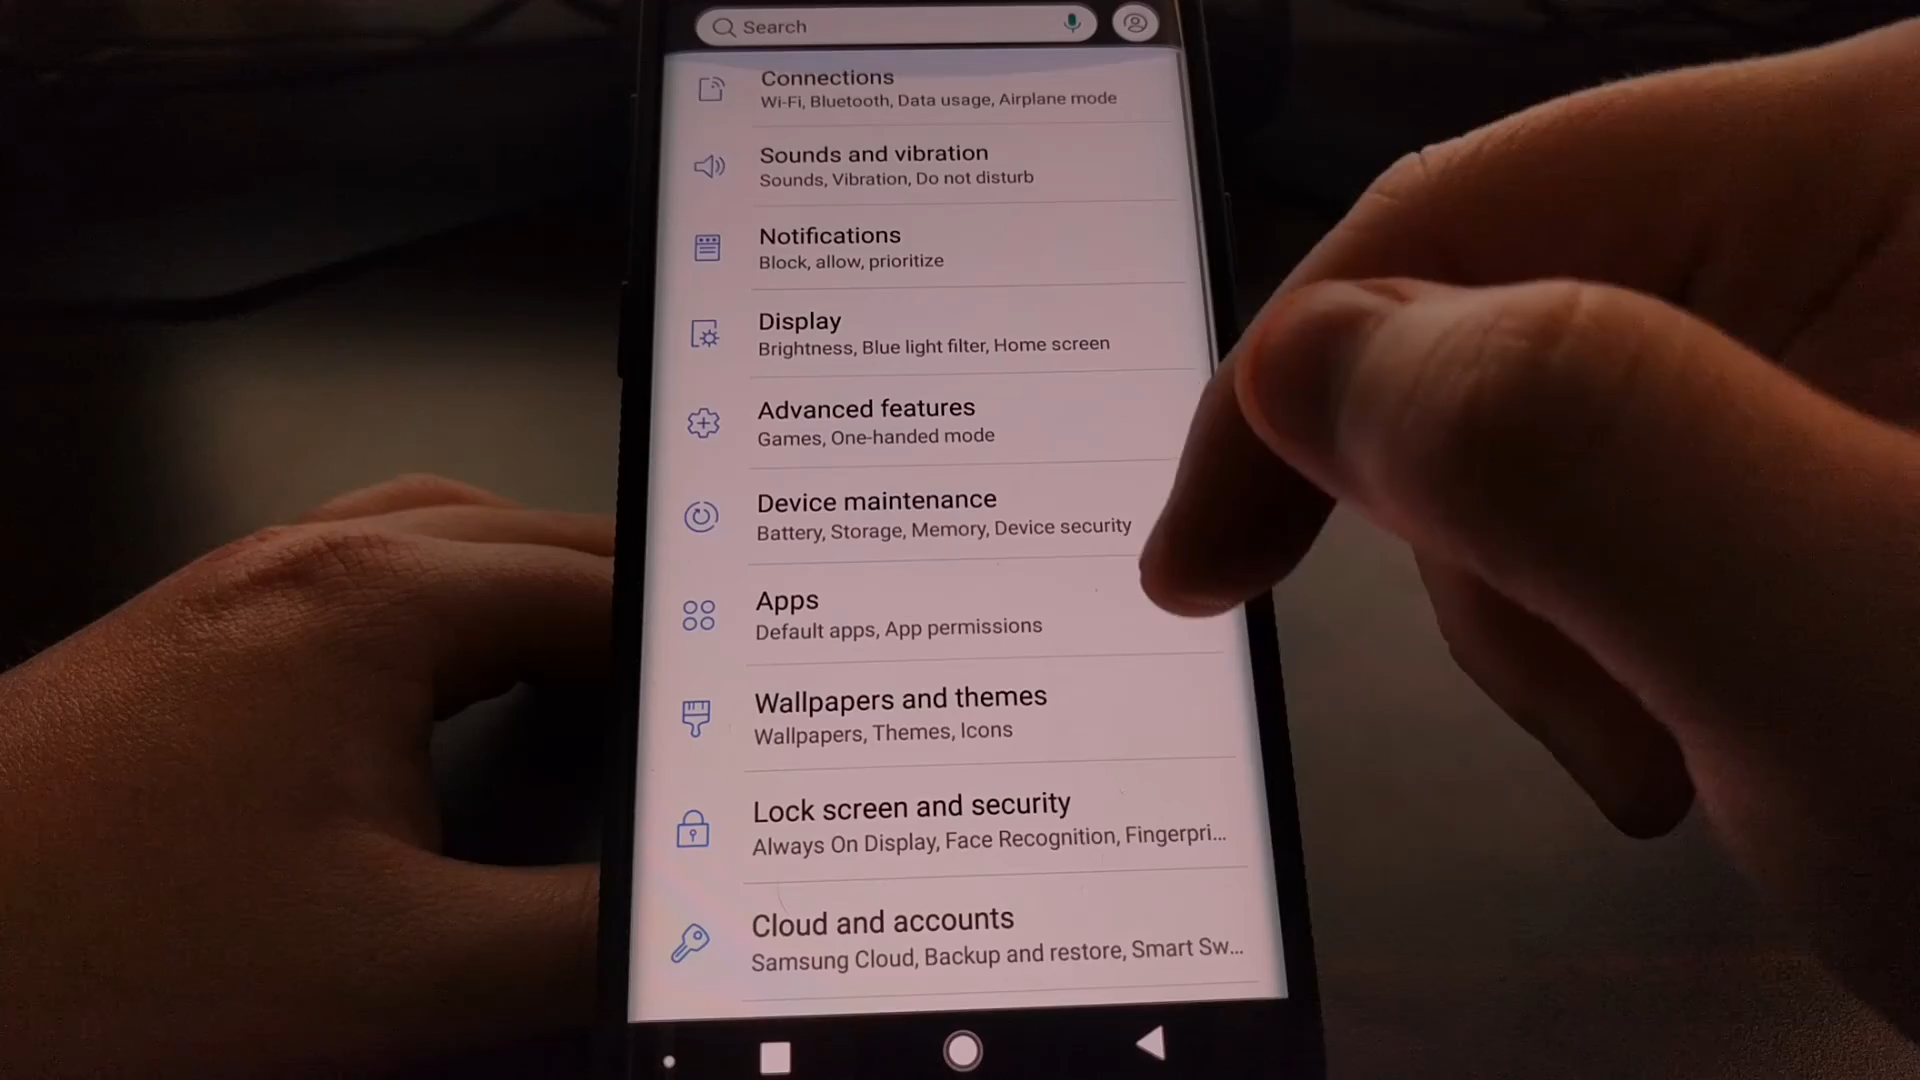 Search
Connections
Wi-Fi, Bluetooth, Data usage, Airplane mode
Sounds and vibration
Sounds, Vibration, Do not disturb
Notifications
Block, allow, prioritize
Display
Brightness, Blue light filter, Home screen
Advanced features
Games, One-handed mode
Device maintenance
Battery, Storage, Memory, Device security
Apps
Default apps, App permissions
Wallpapers and themes
Wallpapers, Themes, Icons
Lock screen and security
Always On Display, Face Recognition, Fingerpri...
Cloud and accounts
Samsung Cloud, Backup and restore, Smart Sw...